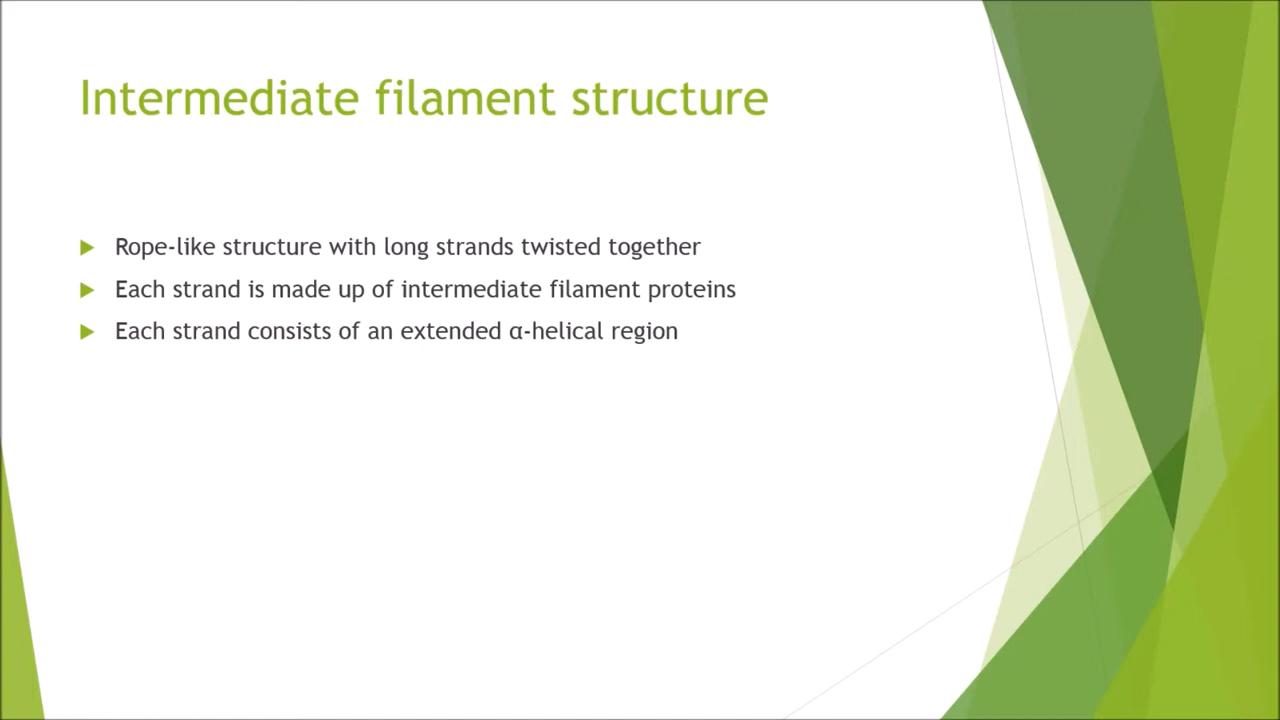 Intermediate filament structure
Rope-like structure with long strands twisted together
Each strand is made up of intermediate filament proteins
Each strand consists of an extended α-helical region